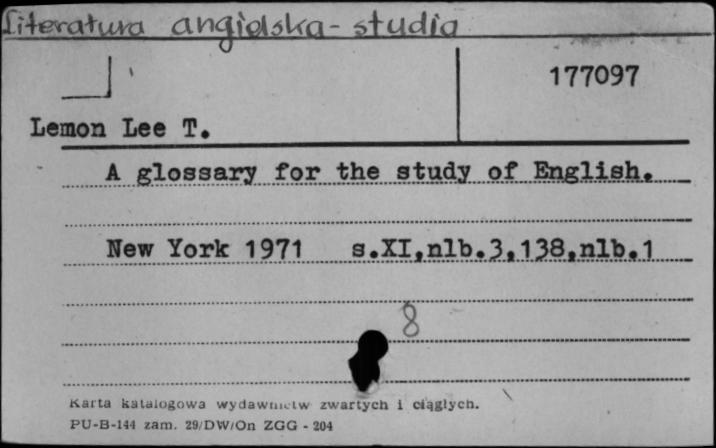 Literatura angielska - studia
177097
Lemon Lee T.
A glossary for the study of English.
New York 1971 s.XI,nlb.3,138,nlb.1
8
Karta katalogowa wydawnictw zwartych i ciągłych.
PU-B-144 zam. 29/DW/On ZGG - 204